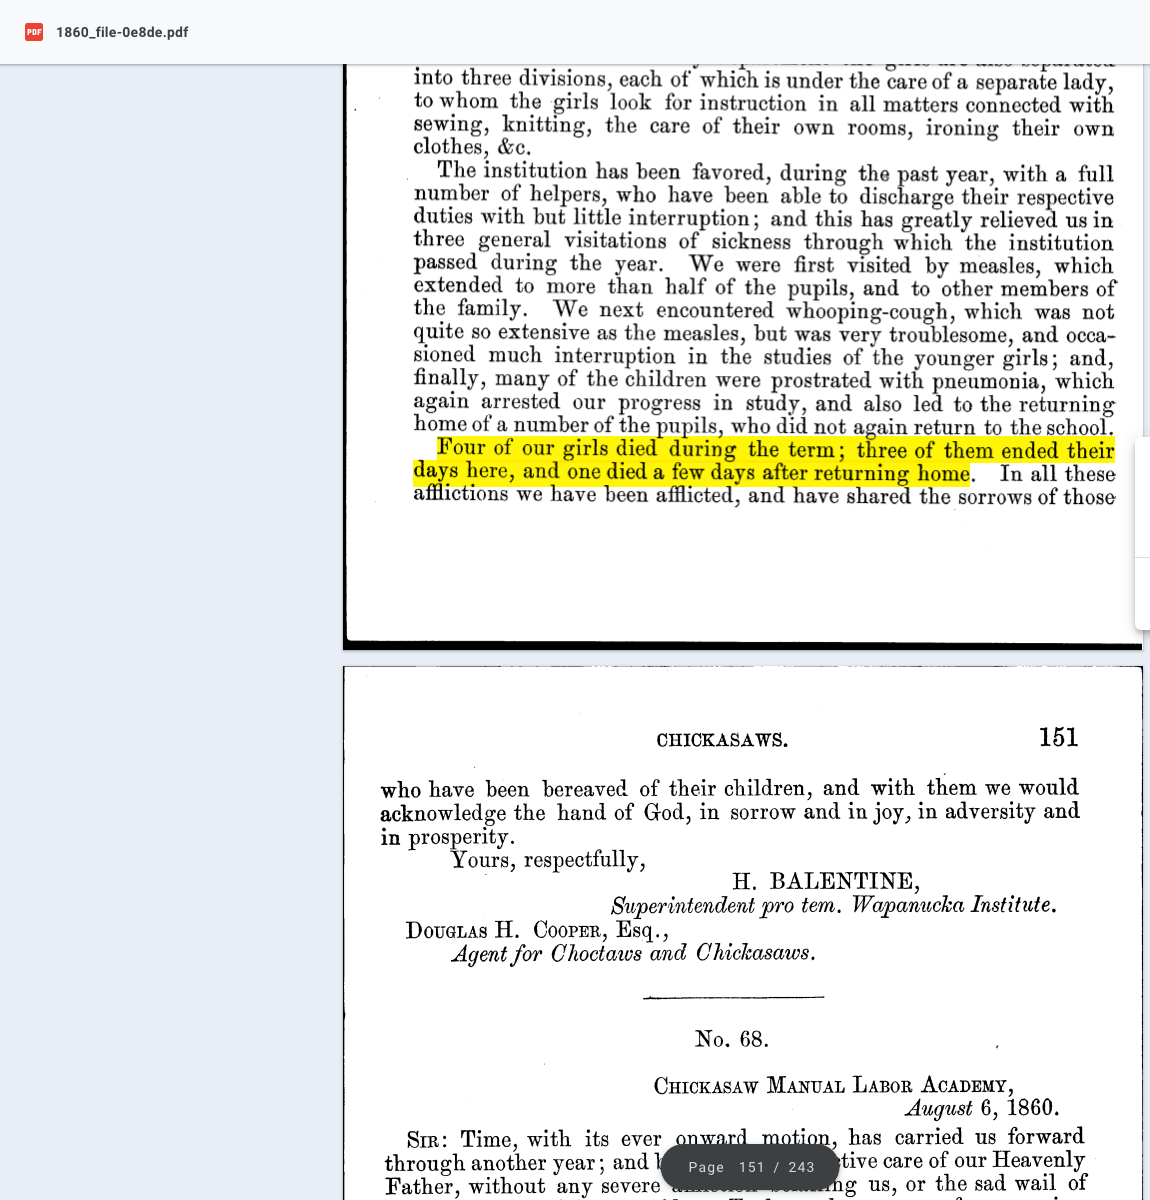 PDF 1860_file-0e8de.pdf
into three divisions, each of which is under the care of a separate lady,
to whom the girls look for instruction in all matters connected with
sewing, knitting, the care of their own rooms, ironing their own
clothes, &c.
The institution has been favored, during the past year, with a full
number of helpers, who have been able to discharge their respective
duties with but little interruption; and this has greatly relieved us in
three general visitations of sickness through which the institution
passed during the year. We were first visited by measles, which
extended to more than half of the pupils, and to other members of
the family. We next encountered whooping-cough, which was not
quite so extensive as the measles, but was very troublesome, and occa-
sioned much interruption in the studies of the younger girls; and,
finally, many of the children were prostrated with pneumonia, which
again arrested our progress in study, and also led to the returning
home of a number of the pupils, who did not again return to the school.
Four of our girls died during the term; three of them ended their
days here, and one died a few days after returning home. In all these
afflictions we have been afflicted, and have shared the sorrows of those
CHICKASAWS. 151
who have been bereaved of their children, and with them we would
acknowledge the hand of God, in sorrow and in joy, in adversity and
in prosperity.
Yours, respectfully,
H. BALENTINE,
Superintendent pro tem. Wapanucka Institute.
DOUGLAS H. COOPER, Esq.,
Agent for Choctaws and Chickasaws.
No. 68.
CHICKASAW MANUAL LABOR ACADEMY,
August 6, 1860.
SIR: Time, with its ever onward motion, has carried us forward
through another year; and tive care of our Heavenly
Father, without any severe us, or the sad wail of
Page 151 / 243